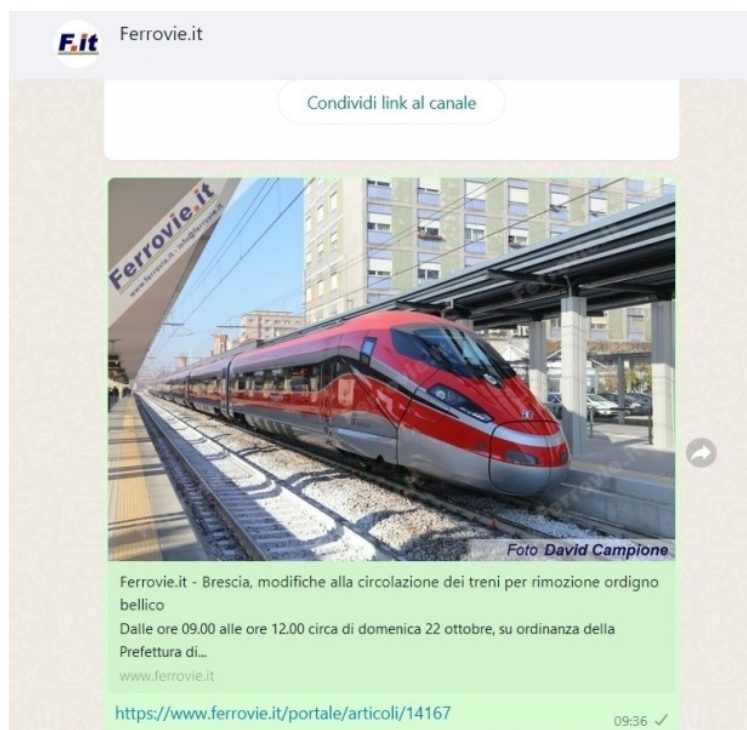 F.it
Ferrovie.it
Condividi link al canale
Ferrovie.it
www.ferrovie.it - info@ferrovie.it
Foto David Campione
Ferrovie.it - Brescia, modifiche alla circolazione dei treni per rimozione ordigno
bellico
Dalle ore 09.00 alle ore 12.00 circa di domenica 22 ottobre, su ordinanza della
Prefettura di...
www.ferrovie.it
https://www.ferrovie.it/portale/articoli/14167
09:36